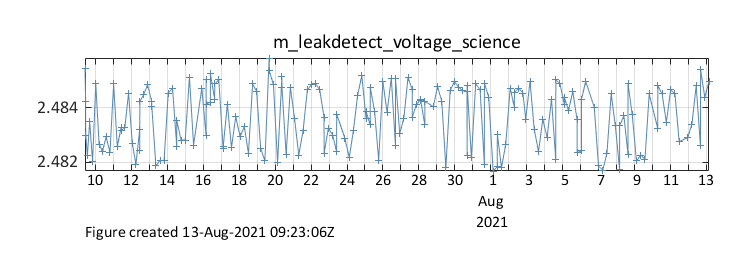 m_leakdetect_voltage_science
2.484
2.482
10 12 14 16 18 20 22 24 26 28 30 1 3 5 7 9 11 13
Aug
2021
Figure created 13-Aug-2021 09:23:06Z